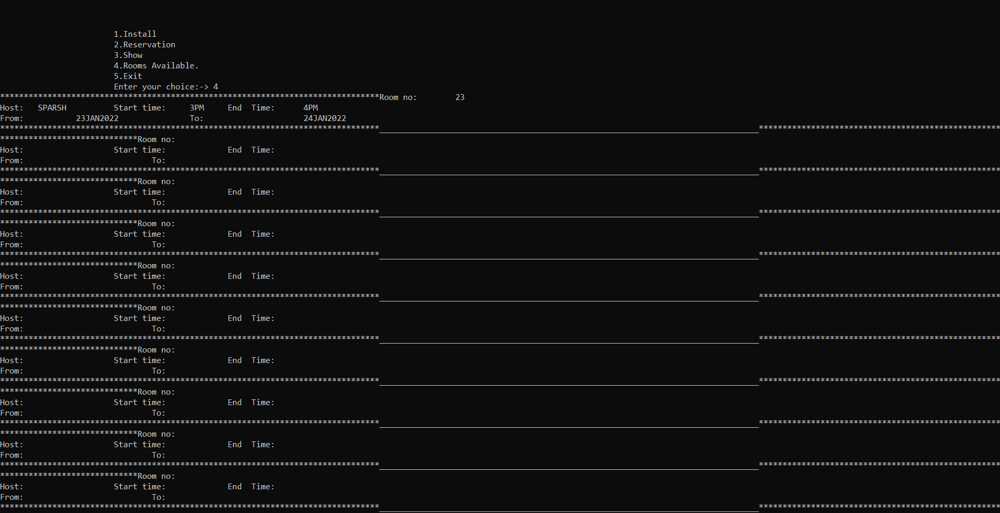 1.Install
2.Reservation
3.Show
4.Rooms Available.
5.Exit
Enter your choice:-> 4
********************************************************************************Room no:        23
Host:   SPARSH          Start time:     3PM     End  Time:      4PM
From:           23JAN2022               To:                     24JAN2022
********************************************************************************________________________________________________________________________________***************************************************
*****************************Room no:
Host:                   Start time:             End  Time:
From:                           To:
********************************************************************************________________________________________________________________________________***************************************************
*****************************Room no:
Host:                   Start time:             End  Time:
From:                           To:
********************************************************************************________________________________________________________________________________***************************************************
*****************************Room no:
Host:                   Start time:             End  Time:
From:                           To:
********************************************************************************________________________________________________________________________________***************************************************
*****************************Room no:
Host:                   Start time:             End  Time:
From:                           To:
********************************************************************************________________________________________________________________________________***************************************************
*****************************Room no:
Host:                   Start time:             End  Time:
From:                           To:
********************************************************************************________________________________________________________________________________***************************************************
*****************************Room no:
Host:                   Start time:             End  Time:
From:                           To:
********************************************************************************________________________________________________________________________________***************************************************
*****************************Room no:
Host:                   Start time:             End  Time:
From:                           To:
********************************************************************************________________________________________________________________________________***************************************************
*****************************Room no:
Host:                   Start time:             End  Time:
From:                           To:
********************************************************************************________________________________________________________________________________***************************************************
*****************************Room no:
Host:                   Start time:             End  Time:
From:                           To:
********************************************************************************________________________________________________________________________________***************************************************